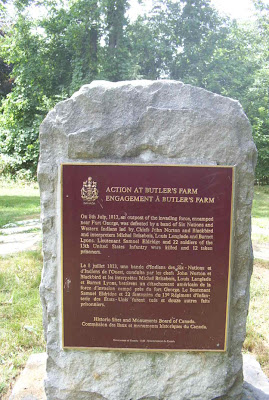 ACTION AT BUTLER'S FARM
ENGAGEMENT À BUTLER'S FARM
On 8th July, 1813, an outpost of the invading force, encamped
near Fort George, was defeated by a band of Six Nations and
Western Indians led by Chiefs John Norton and Blackbird
and interpreters Michel Brisebois, Louis Langlade and Barnet
Lyons. Lieutenant Samuel Eldridge and 22 soldiers of the
13th United States Infantry were killed and 12 taken
prisoners.
Le 8 juillet 1813, une bande d'Indiens des Six-Nations et
d'Indiens de l'Ouest, conduite par les chefs John Norton et
Blackbird et les interprètes Michel Brisebois, Louis Langlade
et Barnet Lyons, battirent un détachement américain de la
force d'invasion campé près du fort George. Le lieutenant
Samuel Eldridge et 22 fantassins du 13e Régiment d'Infan-
terie des États-Unis furent tués et douze autres faits
prisonniers.
Historic Sites and Monuments Board of Canada.
Commission des lieux et monuments historiques du Canada.